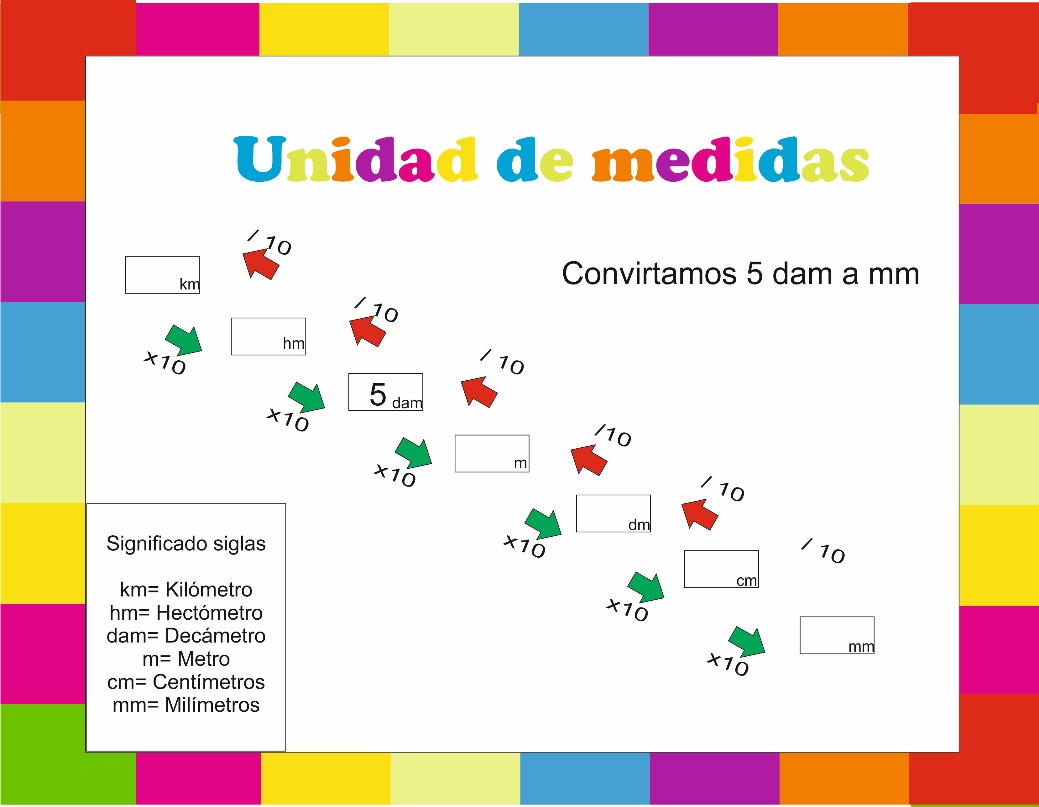 Unidad de medidas
Convirtamos 5 dam a mm
/ 10
km
x10
hm
/ 10
x10
5 dam
/ 10
x10
m
/10
x10
dm
/ 10
x10
cm
/ 10
x10
mm
Significado siglas
km= Kilómetro
hm= Hectómetro
dam= Decámetro
m= Metro
cm= Centímetros
mm= Milímetros